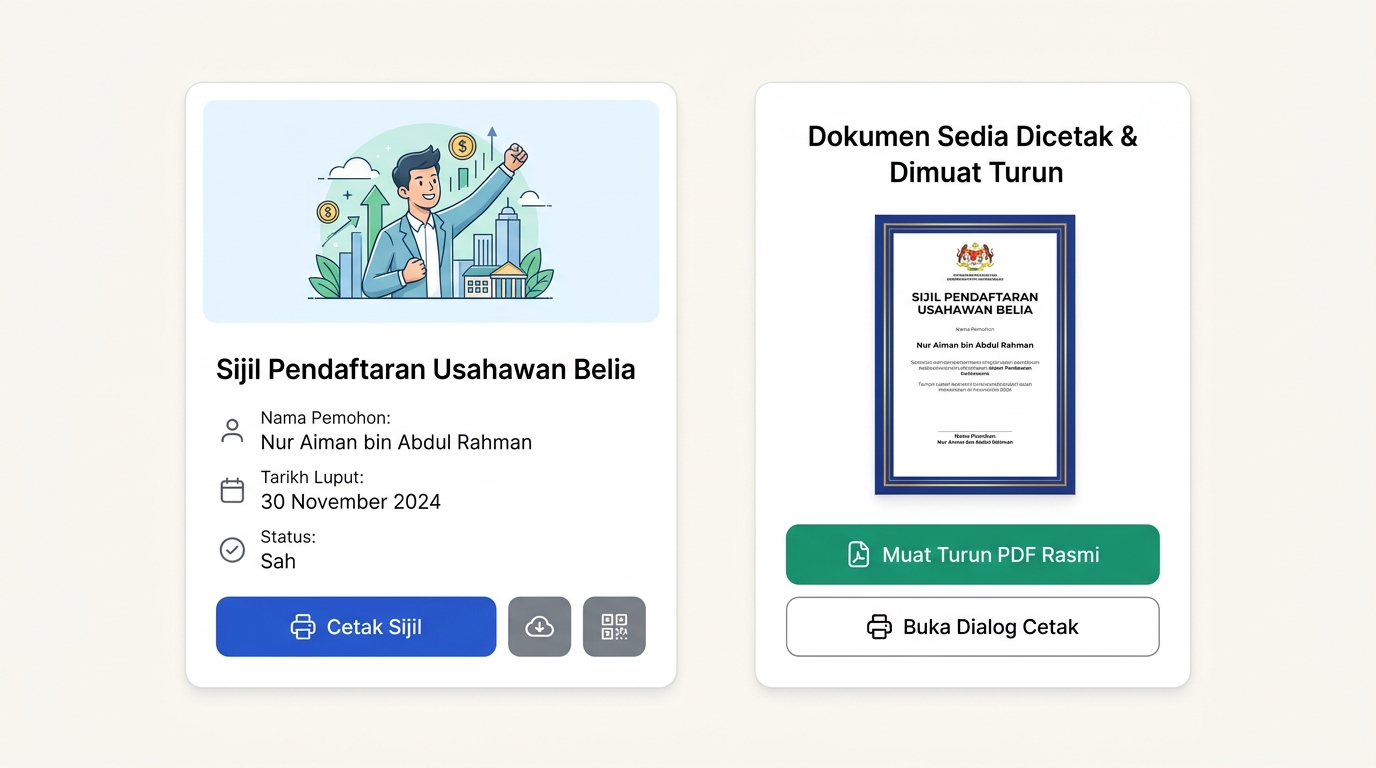 Sijil Pendaftaran Usahawan Belia
Nama Pemohon:
Nur Aiman bin Abdul Rahman
Tarikh Luput:
30 November 2024
Status:
Sah
Cetak Sijil
Dokumen Sedia Dicetak &
Dimuat Turun
SIJIL PENDAFTARAN
USAHAWAN BELIA
Nama Pemohon
Nur Aiman bin Abdul Rahman
Muat Turun PDF Rasmi
Buka Dialog Cetak